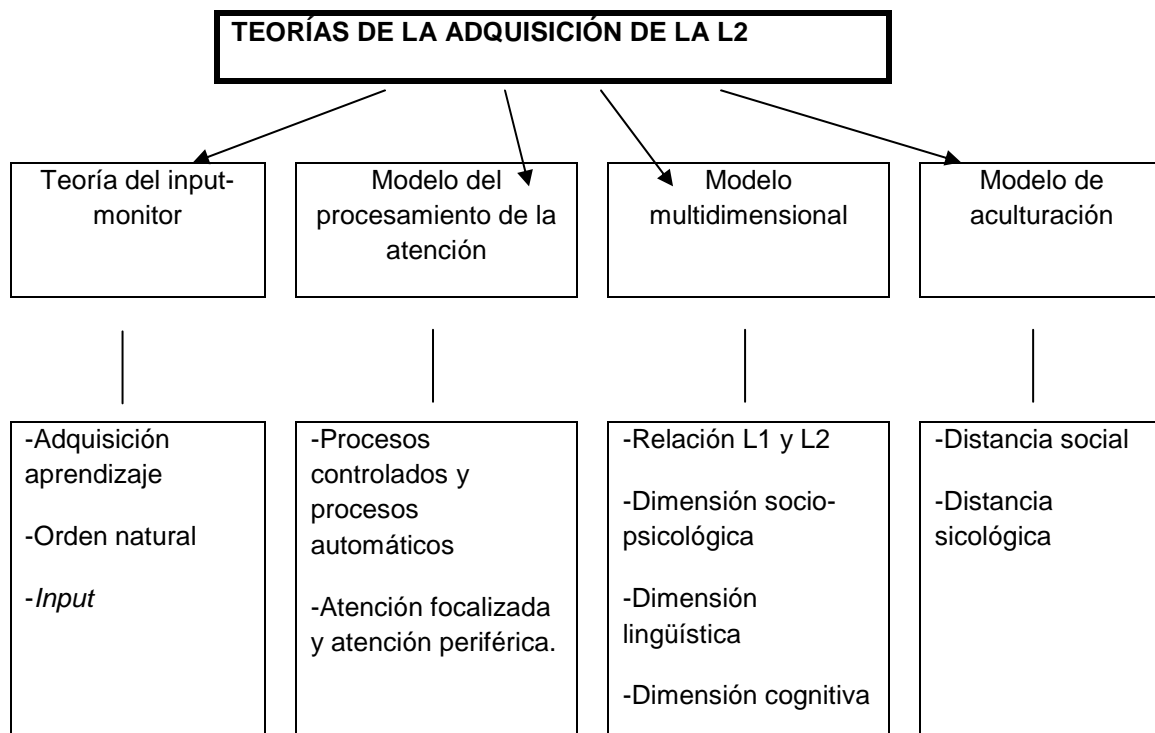 TEORÍAS DE LA ADQUISICIÓN DE LA L2
Teoría del input-
monitor
Modelo del
procesamiento de la
atención
Modelo
multidimensional
Modelo de
aculturación
-Adquisición
aprendizaje
-Orden natural
-Input
-Procesos
controlados y
procesos
automáticos
-Atención focalizada
y atención periférica.
-Relación L1 y L2
-Dimensión socio-
psicológica
-Dimensión
lingüística
-Dimensión cognitiva
-Distancia social
-Distancia
sicológica